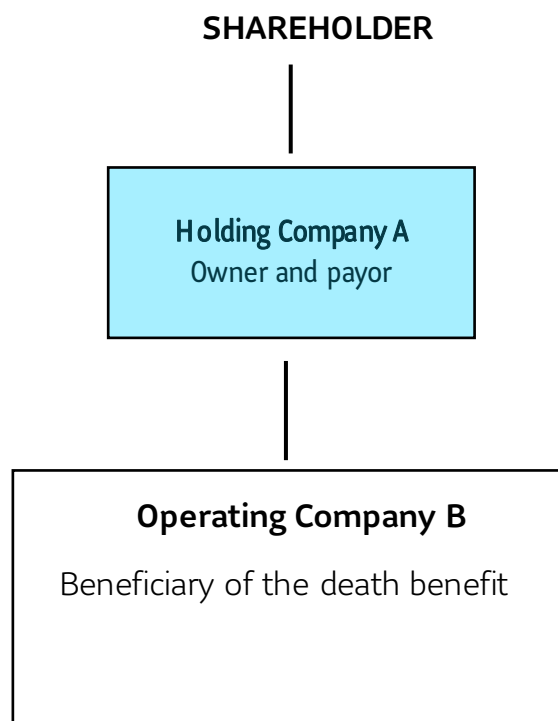 SHAREHOLDER
Holding Company A
Owner and payor
Operating Company B
Beneficiary of the death benefit